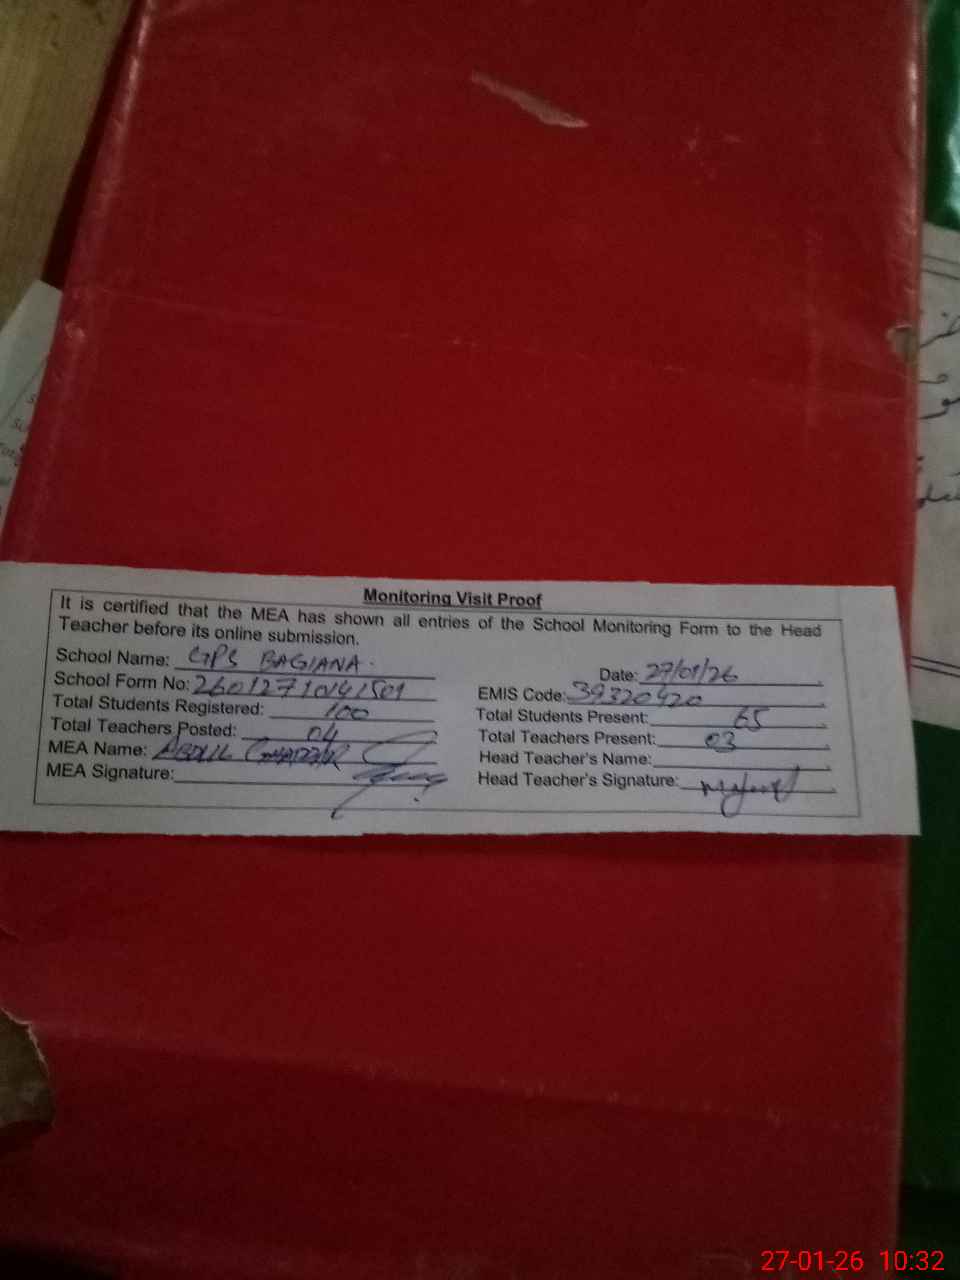 Monitoring Visit Proof
It is certified that the MEA has shown all entries of the School Monitoring Form to the Head
Teacher before its online submission.
School Name: GPS BAGIANA.
Date: 27/01/26
School Form No: 2601271041501
EMIS Code: 39320420
Total Students Registered: 100
Total Students Present: 65
Total Teachers Posted: 04
Total Teachers Present: 03
MEA Name: ABDUL GHAFFAR
Head Teacher's Name:
MEA Signature:
Head Teacher's Signature:
27-01-26 10:32